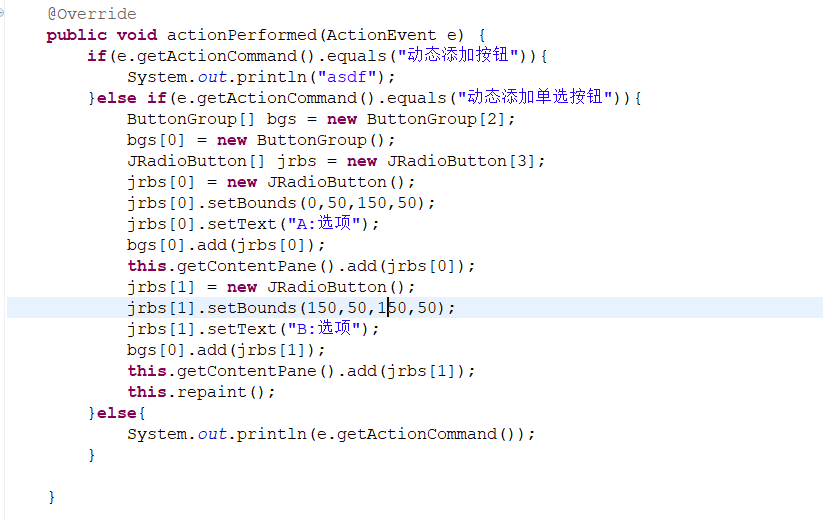 @Override
public void actionPerformed(ActionEvent e) {
if(e.getActionCommand().equals("动态添加按钮")){
System.out.println("asdf");
}else if(e.getActionCommand().equals("动态添加单选按钮")){
ButtonGroup[] bgs = new ButtonGroup[2];
bgs[0] = new ButtonGroup();
JRadioButton[] jrbs = new JRadioButton[3];
jrbs[0] = new JRadioButton();
jrbs[0].setBounds(0,50,150,50);
jrbs[0].setText("A:选项");
bgs[0].add(jrbs[0]);
this.getContentPane().add(jrbs[0]);
jrbs[1] = new JRadioButton();
jrbs[1].setBounds(150,50,150,50);
jrbs[1].setText("B:选项");
bgs[0].add(jrbs[1]);
this.getContentPane().add(jrbs[1]);
this.repaint();
}else{
System.out.println(e.getActionCommand());
}
}